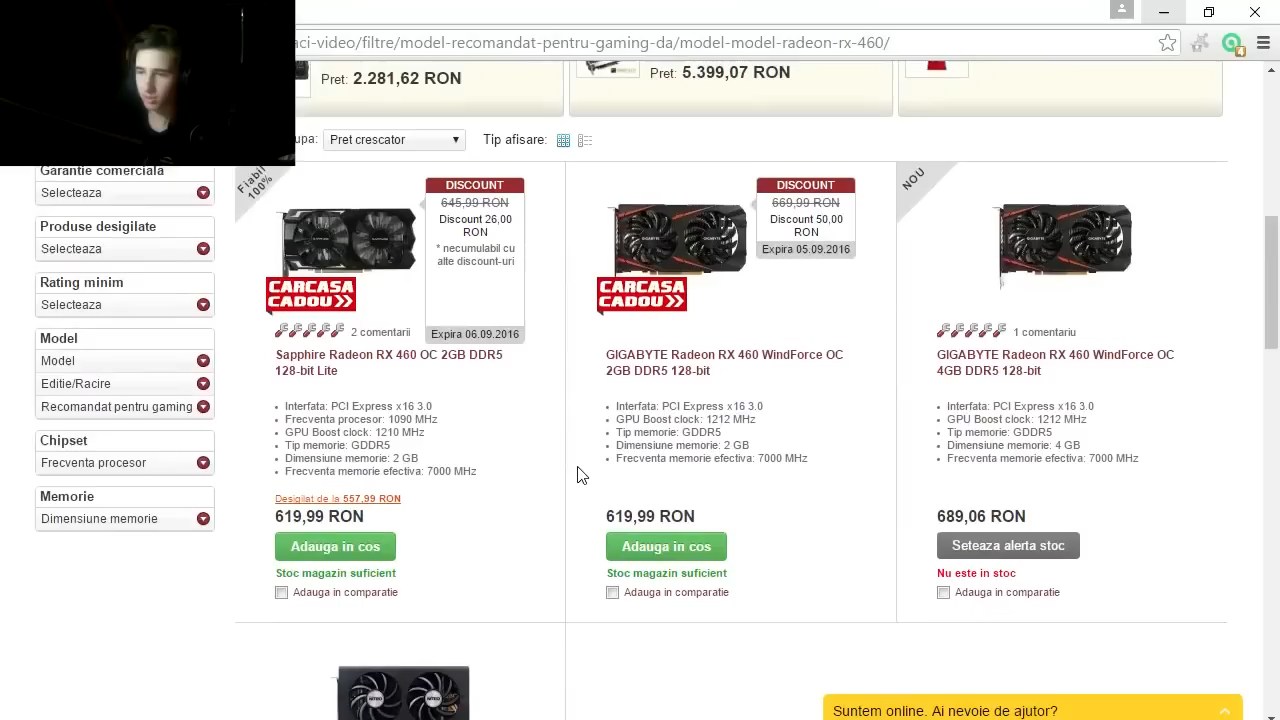 aci-video/filtre/model-recomandat-pentru-gaming-da/model-model-radeon-rx-460/
Pret: 2.281,62 RON
Pret: 5.399,07 RON
upa: Pret crescator
Tip afisare:
Garantie comerciala
Selecteaza
Produse desigilate
Selecteaza
Rating minim
Selecteaza
Model
Model
Editie/Racire
Recomandat pentru gaming
Chipset
Frecventa procesor
Memorie
Dimensiune memorie
Fiabil
100%
DISCOUNT
645,99 RON
Discount 26,00
RON
* necumulabil cu
alte discount-uri
Expira 06.09.2016
CARCASA
CADOU
2 comentarii
Sapphire Radeon RX 460 OC 2GB DDR5
128-bit Lite
Interfata: PCI Express x16 3.0
Frecventa procesor: 1090 MHz
GPU Boost clock: 1210 MHz
Tip memorie: GDDR5
Dimensiune memorie: 2 GB
Frecventa memorie efectiva: 7000 MHz
Desigilat de la 557,99 RON
619,99 RON
Adauga in cos
Stoc magazin suficient
Adauga in comparatie
DISCOUNT
669,99 RON
Discount 50,00
RON
Expira 05.09.2016
GIGABYTE
CARCASA
CADOU
GIGABYTE Radeon RX 460 WindForce OC
2GB DDR5 128-bit
Interfata: PCI Express x16 3.0
GPU Boost clock: 1212 MHz
Tip memorie: GDDR5
Dimensiune memorie: 2 GB
Frecventa memorie efectiva: 7000 MHz
619,99 RON
Adauga in cos
Stoc magazin suficient
Adauga in comparatie
NOU
GIGABYTE
1 comentariu
GIGABYTE Radeon RX 460 WindForce OC
4GB DDR5 128-bit
Interfata: PCI Express x16 3.0
GPU Boost clock: 1212 MHz
Tip memorie: GDDR5
Dimensiune memorie: 4 GB
Frecventa memorie efectiva: 7000 MHz
689,06 RON
Seteaza alerta stoc
Nu este in stoc
Adauga in comparatie
NITRO
NITRO
Suntem online. Ai nevoie de ajutor?